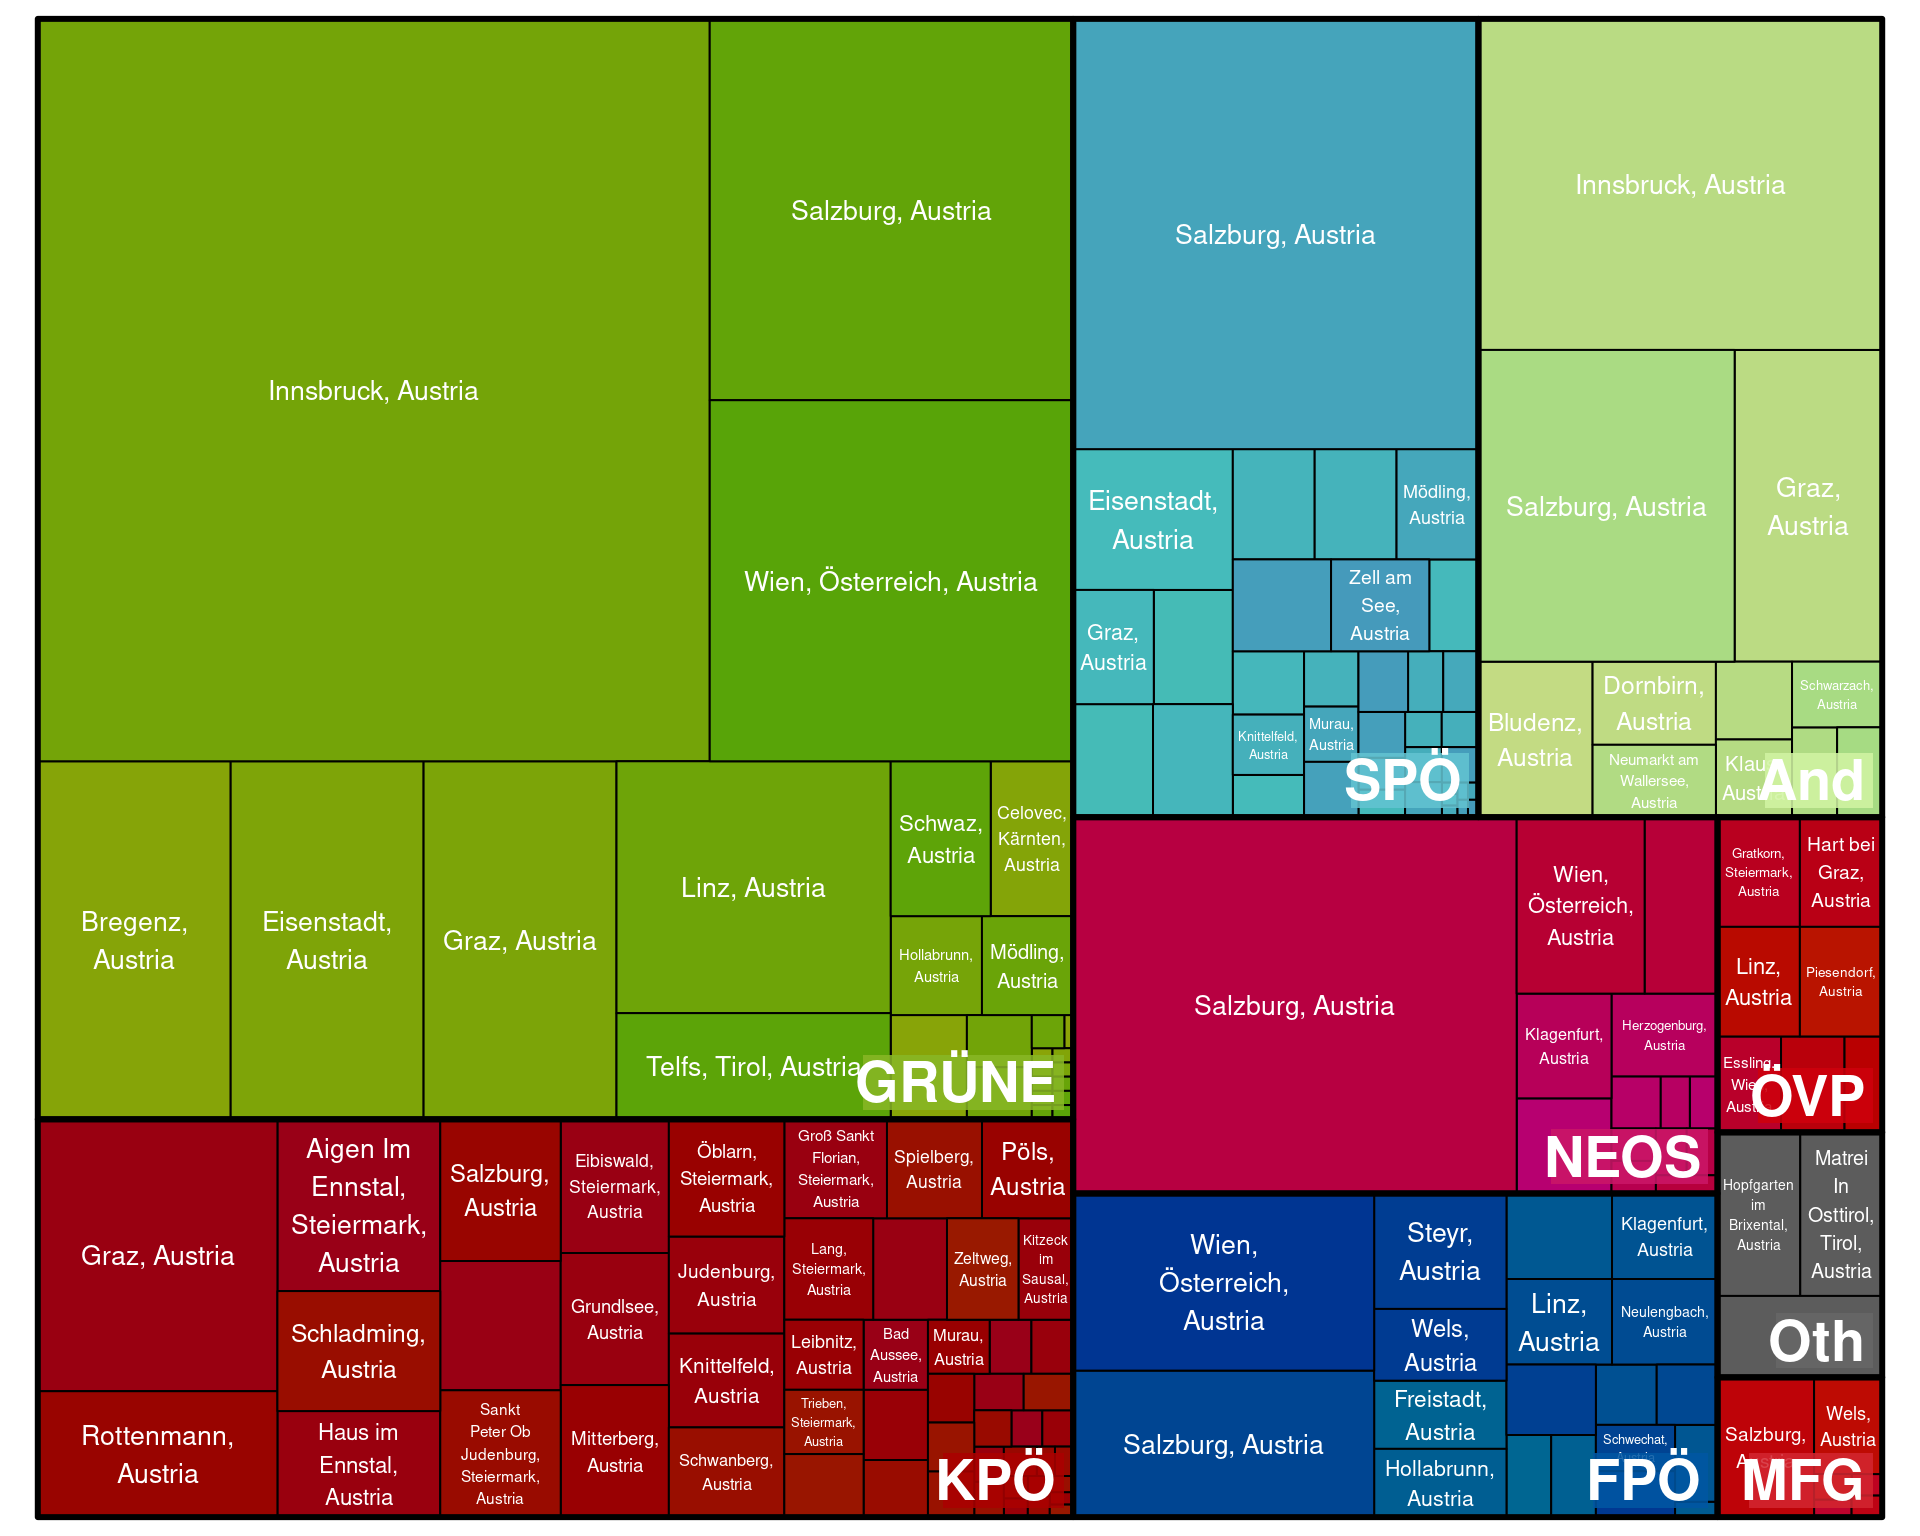 Innsbruck, Austria
Salzburg, Austria
Wien, Österreich, Austria
Bregenz,
Austria
Eisenstadt,
Austria
Graz, Austria
Linz, Austria
Telfs, Tirol, Austria
Schwaz,
Austria
Celovec,
Kärnten,
Austria
Hollabrunn,
Austria
Mödling,
Austria
GRÜNE
Salzburg, Austria
Eisenstadt,
Austria
Mödling,
Austria
Zell am
See,
Austria
Graz,
Austria
Knittelfeld,
Austria
Murau,
Austria
SPÖ
Innsbruck, Austria
Salzburg, Austria
Graz,
Austria
Bludenz,
Austria
Dornbirn,
Austria
Neumarkt am
Wallersee,
Austria
Schwarzach,
Austria
And
Graz, Austria
Rottenmann,
Austria
Aigen Im
Ennstal,
Steiermark,
Austria
Schladming,
Austria
Haus im
Ennstal,
Austria
Salzburg,
Austria
Sankt
Peter Ob
Judenburg,
Steiermark,
Austria
Eibiswald,
Steiermark,
Austria
Grundlsee,
Austria
Mitterberg,
Austria
Öblarn,
Steiermark,
Austria
Judenburg,
Austria
Knittelfeld,
Austria
Schwanberg,
Austria
Groß Sankt
Florian,
Steiermark,
Austria
Spielberg,
Austria
Pöls,
Austria
Lang,
Steiermark,
Austria
Zeltweg,
Austria
Kitzeck
im
Sausal,
Austria
Leibnitz,
Austria
Bad
Aussee,
Austria
Murau,
Austria
Trieben,
Steiermark,
Austria
KPÖ
Salzburg, Austria
Wien,
Österreich,
Austria
Klagenfurt,
Austria
Herzogenburg,
Austria
NEOS
Gratkorn,
Steiermark,
Austria
Hart bei
Graz,
Austria
Linz,
Austria
Piesendorf,
Austria
Essling,
ÖVP
Wien,
Österreich,
Austria
Salzburg, Austria
Steyr,
Austria
Wels,
Austria
Freistadt,
Austria
Hollabrunn,
Austria
Klagenfurt,
Austria
Linz,
Austria
Neulengbach,
Austria
Schwechat,
FPÖ
Hopfgarten
im
Brixental,
Austria
Matrei
In
Osttirol,
Tirol,
Austria
Oth
Salzburg,
Wels,
Austria
MFG